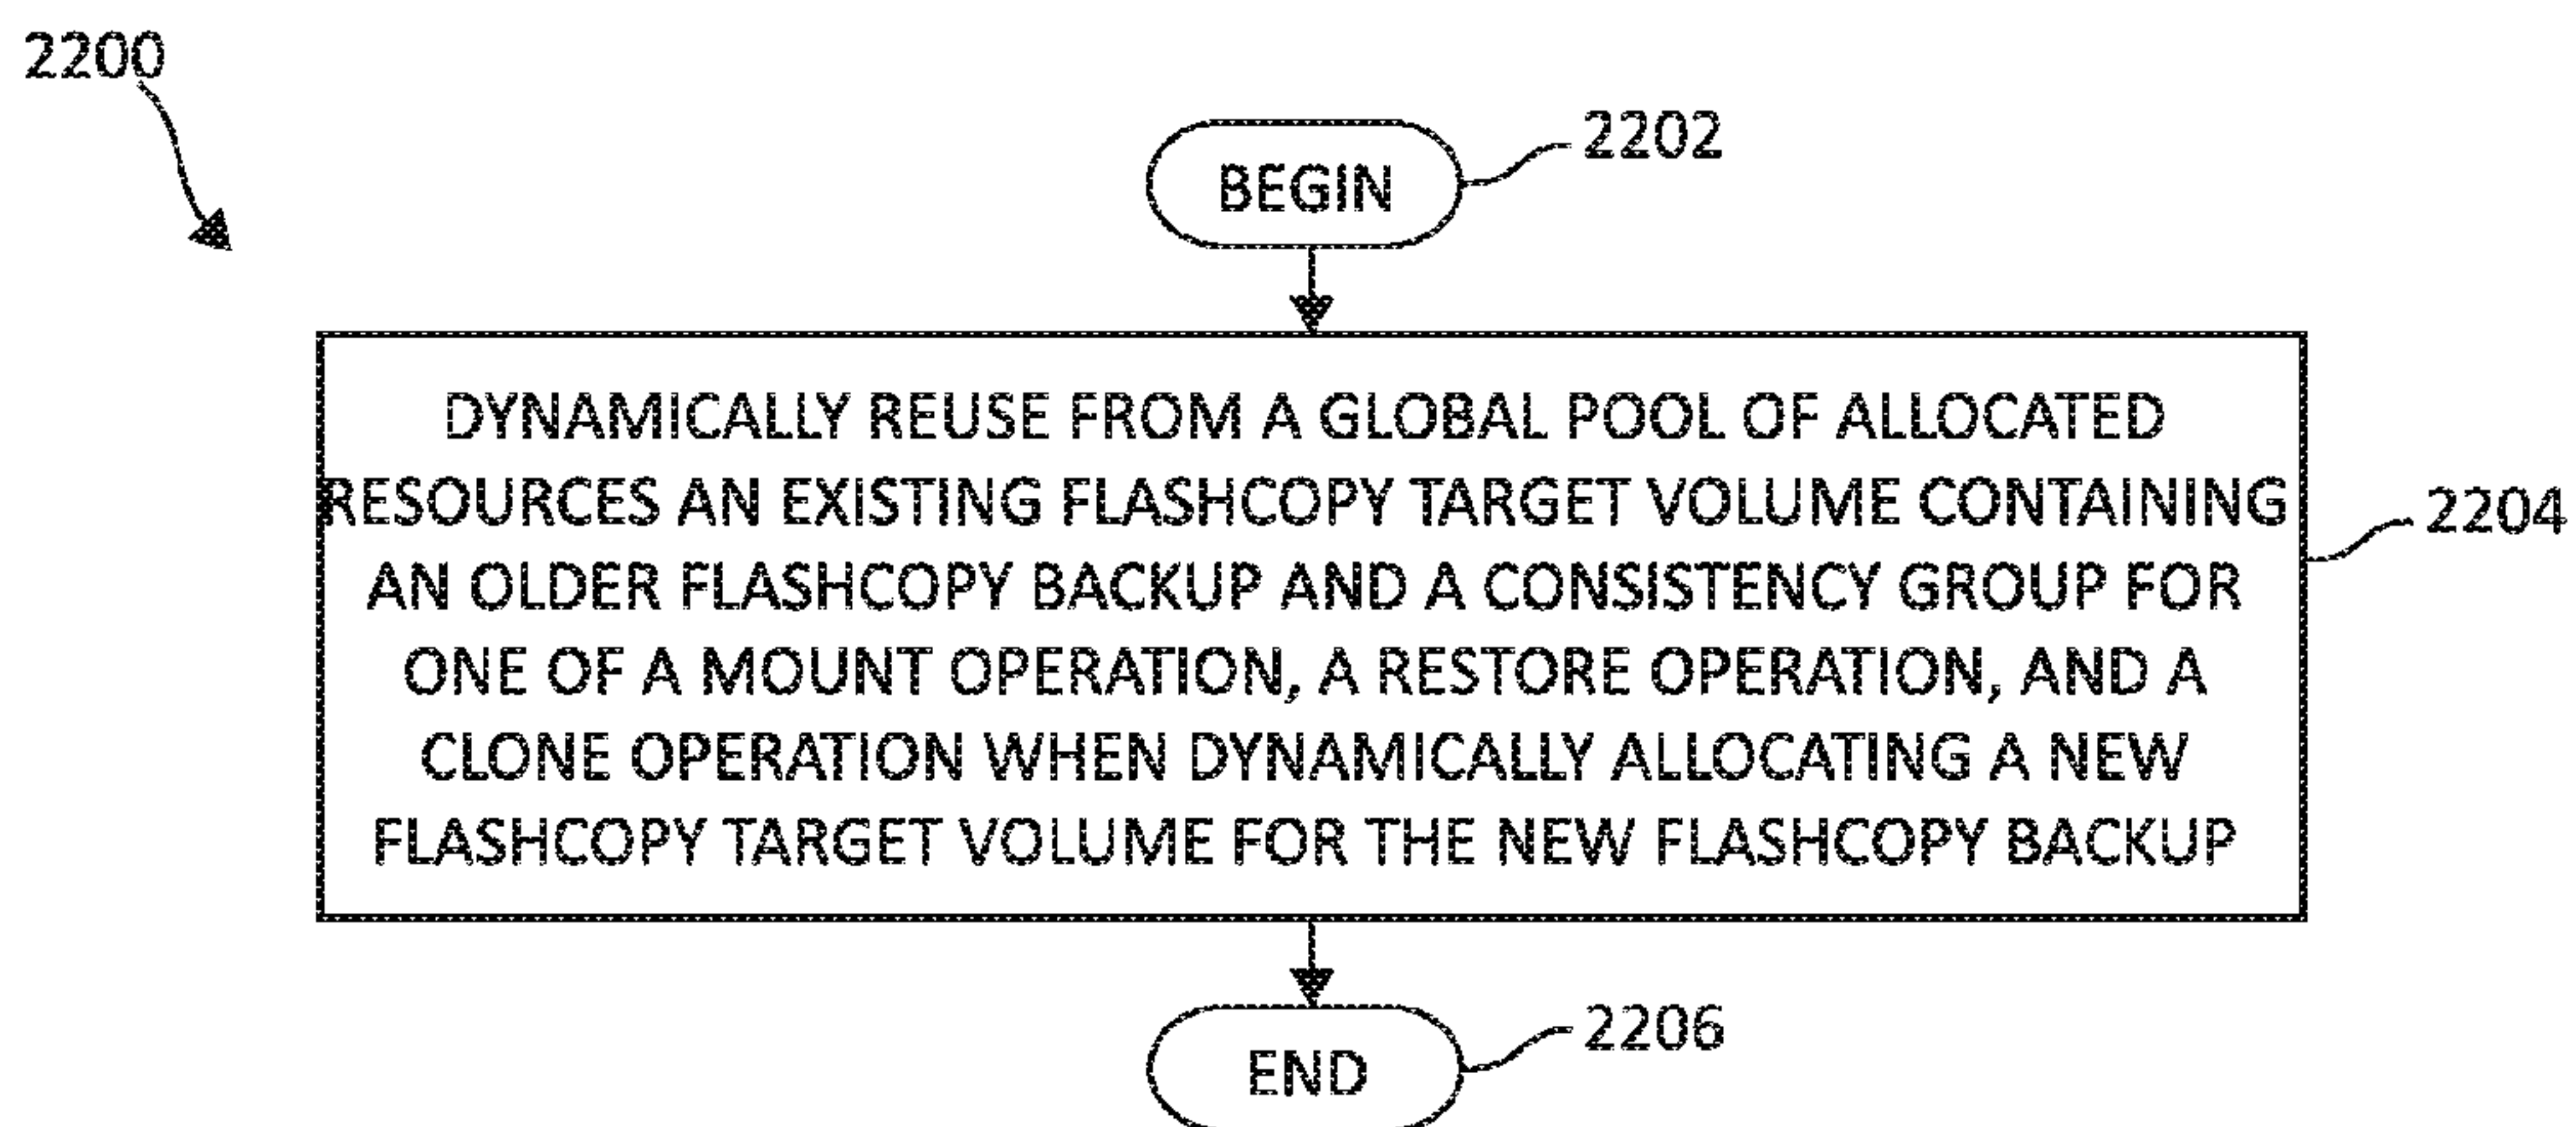 2200
BEGIN
2202
DYNAMICALLY REUSE FROM A GLOBAL POOL OF ALLOCATED
RESOURCES AN EXISTING FLASHCOPY TARGET VOLUME CONTAINING
AN OLDER FLASHCOPY BACKUP AND A CONSISTENCY GROUP FOR
ONE OF A MOUNT OPERATION, A RESTORE OPERATION, AND A
CLONE OPERATION WHEN DYNAMICALLY ALLOCATING A NEW
FLASHCOPY TARGET VOLUME FOR THE NEW FLASHCOPY BACKUP
2204
END
2206